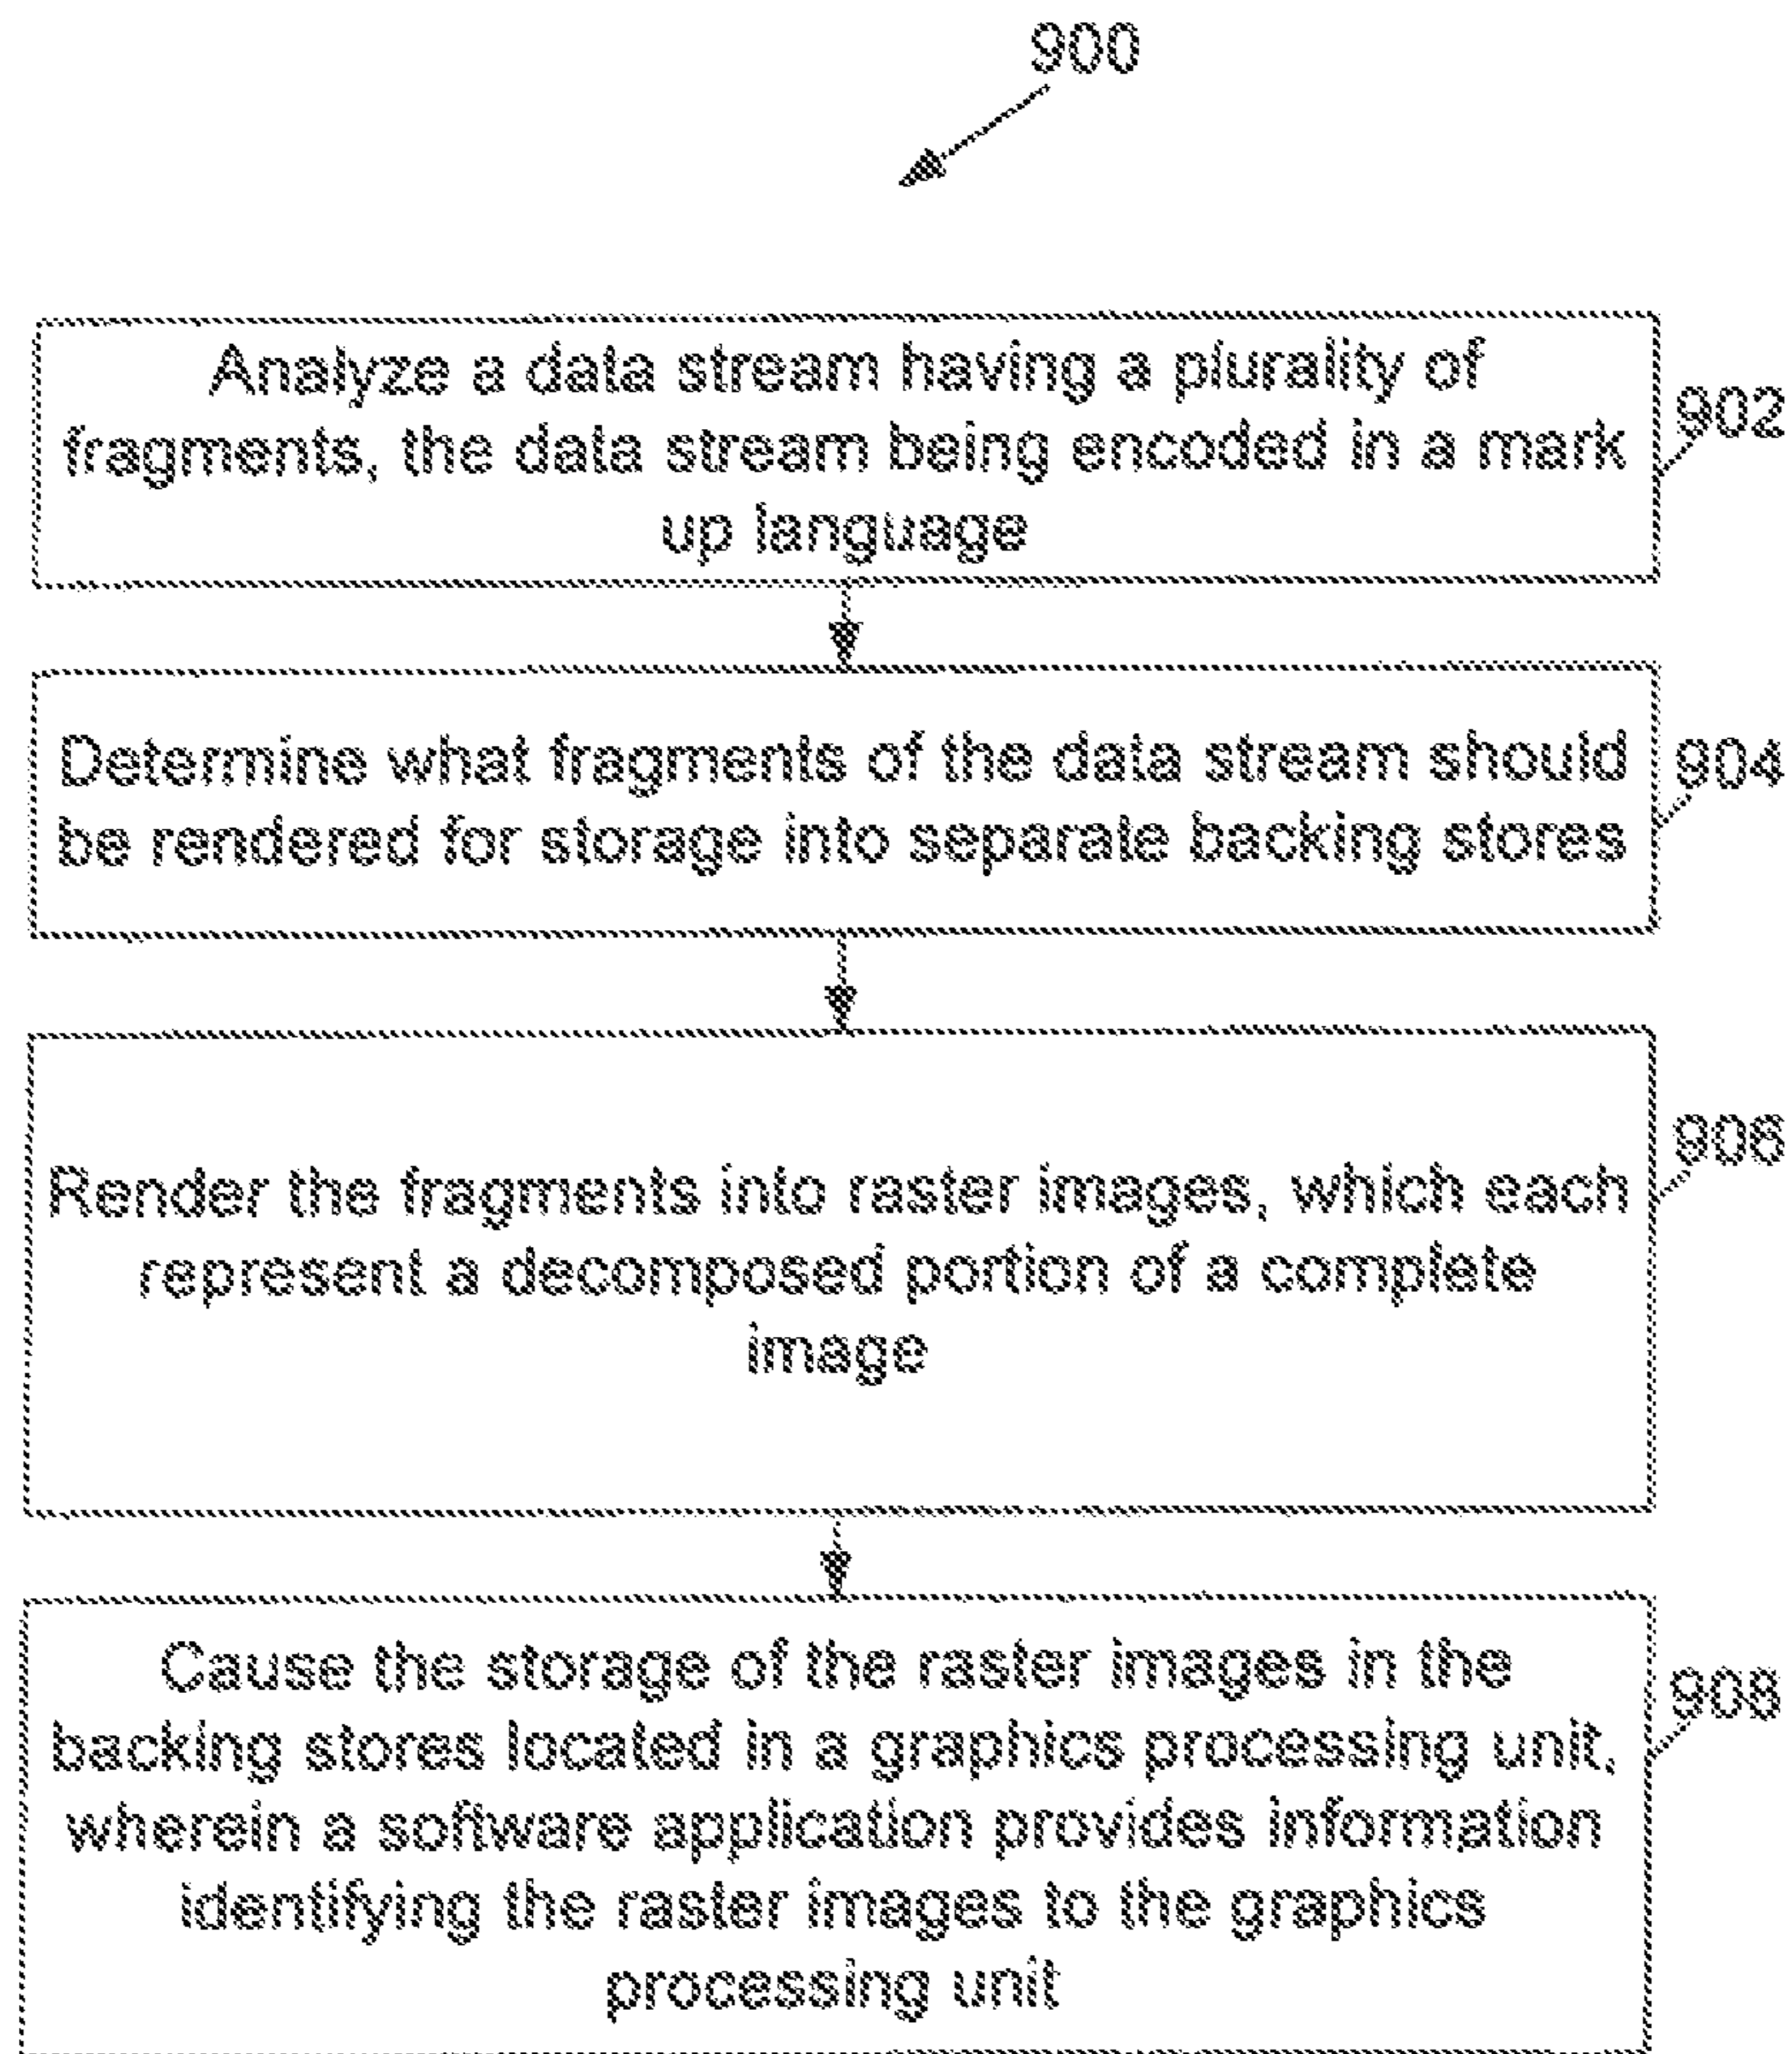 900
Analyze a data stream having a plurality of
fragments, the data stream being encoded in a mark
up language
902
Determine what fragments of the data stream should
be rendered for storage into separate backing stores
904
Render the fragments into raster images, which each
represent a decomposed portion of a complete
image
906
Cause the storage of the raster images in the
backing stores located in a graphics processing unit,
wherein a software application provides information
identifying the raster images to the graphics
processing unit
908